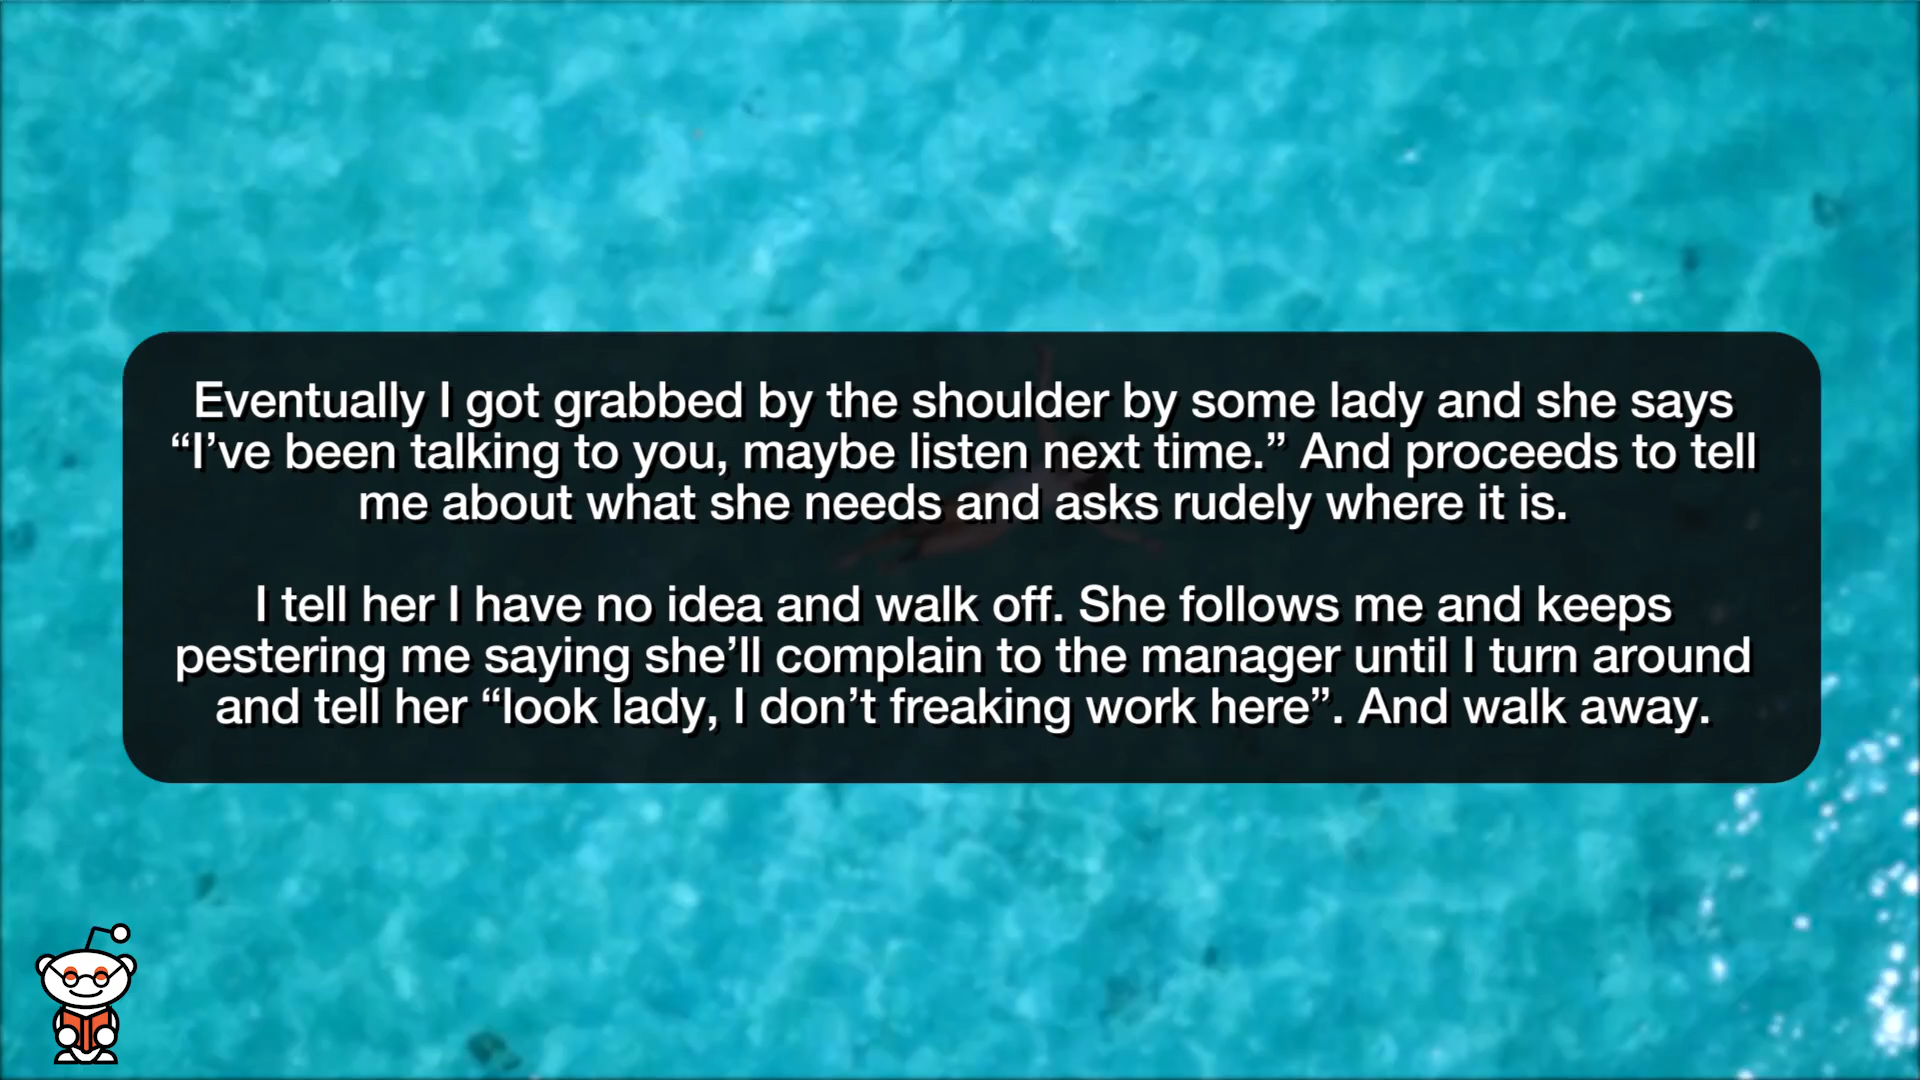 Eventually I got grabbed by the shoulder by some lady and she says
“I’ve been talking to you, maybe listen next time.” And proceeds to tell
me about what she needs and asks rudely where it is.
I tell her I have no idea and walk off. She follows me and keeps
pestering me saying she’ll complain to the manager until I turn around
and tell her “look lady, I don’t freaking work here”. And walk away.